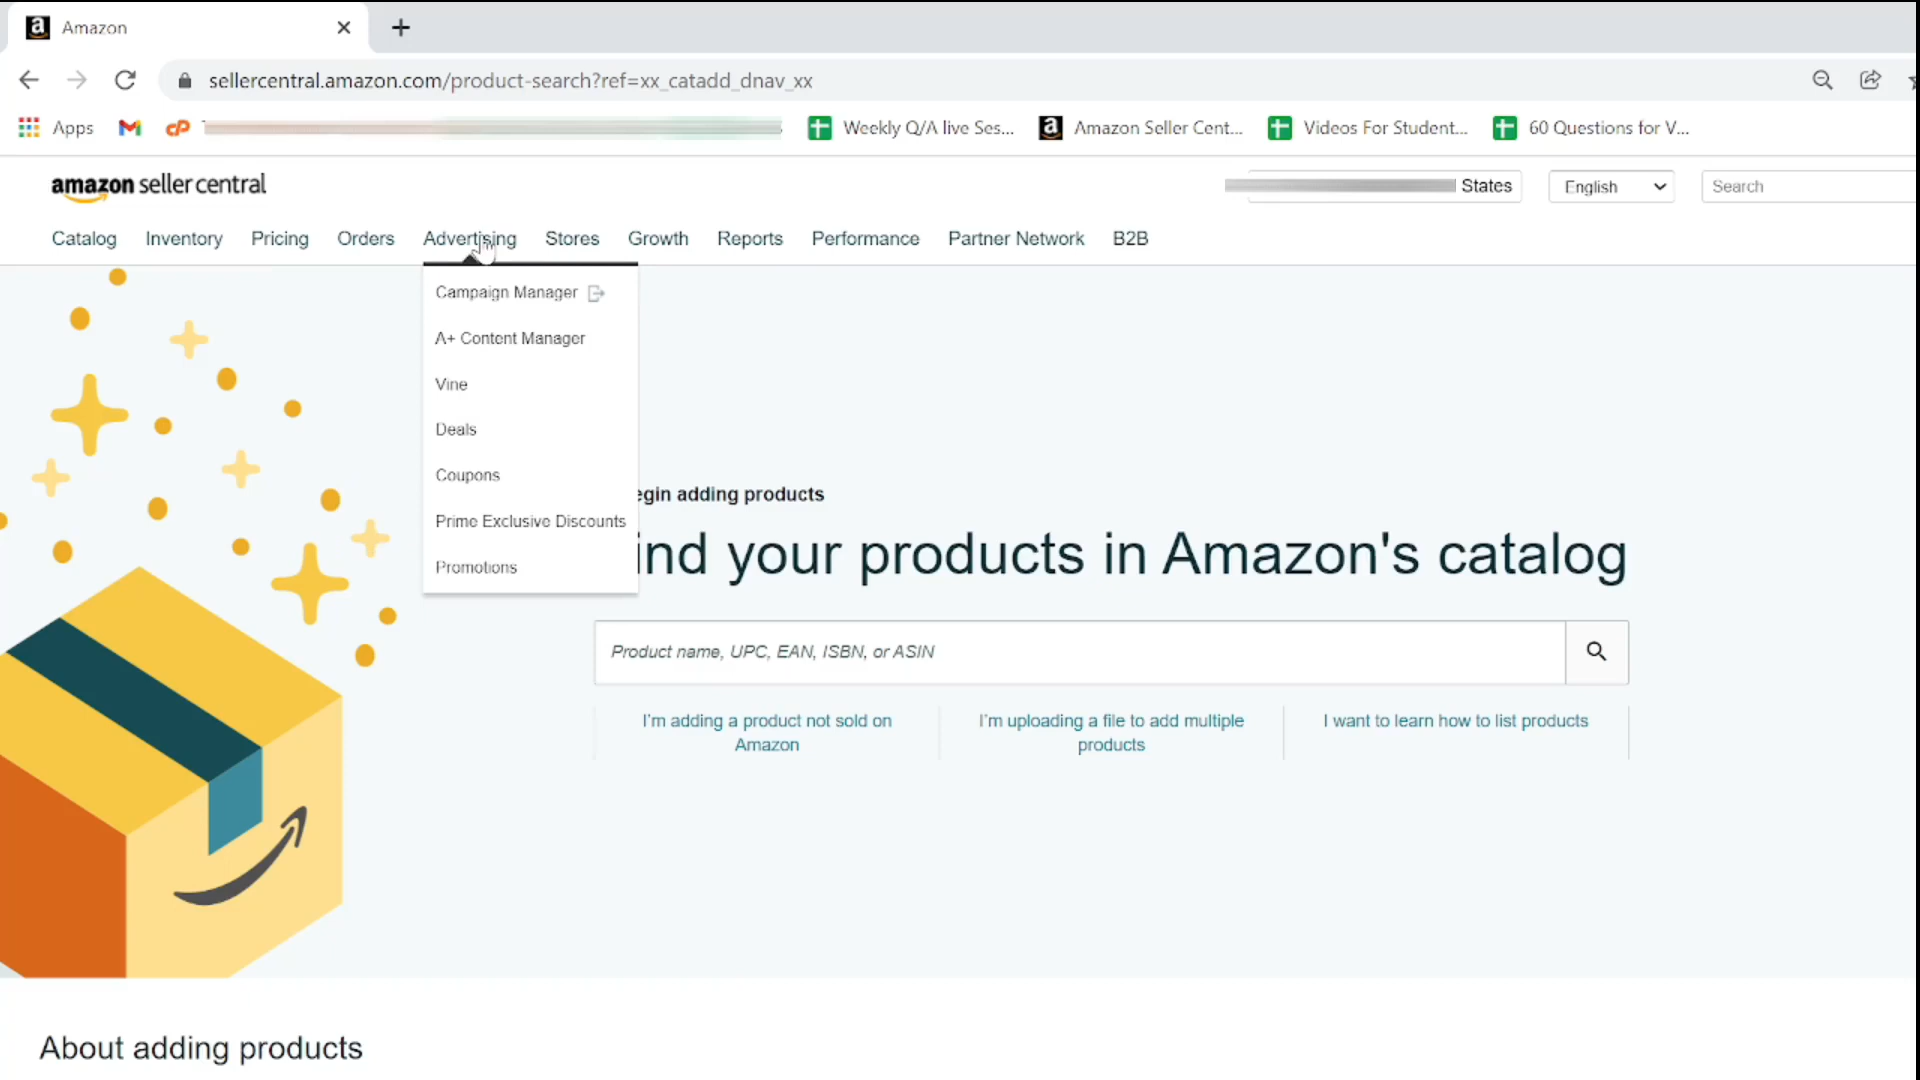 Amazon
sellercentral.amazon.com/product-search?ref=xx_catadd_dnav_xx
Apps
Weekly Q/A live Ses...
Amazon Seller Cent...
Videos For Student...
60 Questions for V...
amazon seller central
States
English
Search
Catalog Inventory Pricing Orders Advertising Stores Growth Reports Performance Partner Network B2B
Campaign Manager
A+ Content Manager
Vine
Deals
Coupons
Prime Exclusive Discounts
Promotions
egin adding products
ind your products in Amazon's catalog
Product name, UPC, EAN, ISBN, or ASIN
I'm adding a product not sold on
Amazon
I'm uploading a file to add multiple
products
I want to learn how to list products
About adding products